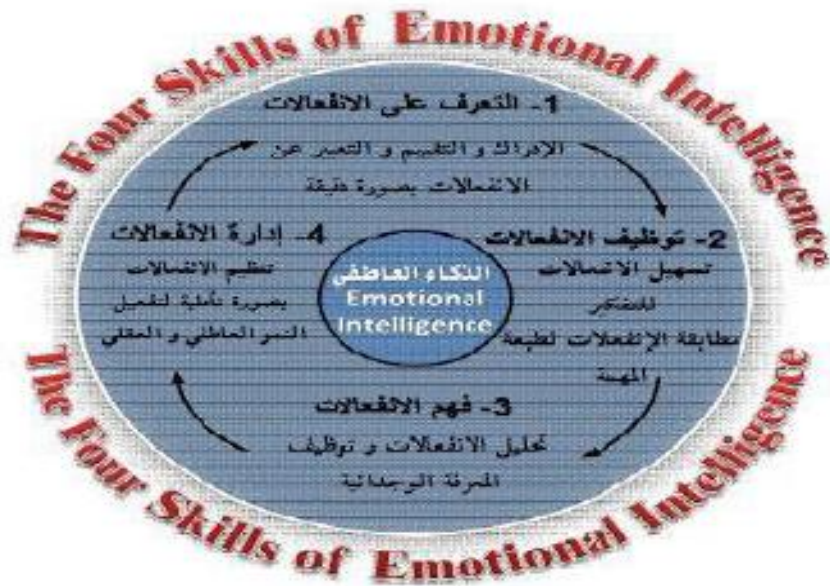 The Four Skills of Emotional Intelligence
1- التعرف على الانفعالات
الإدراك و التقييم و التعبير عن
الانفعالات بصورة دقيقة
2- توظيف الانفعالات
تسهيل الانفعالات
للتفكير
مطابقة الإنفعلات لطبيعة
المهمة
4- إدارة الانفعالات
تنظيم الانفعالات
بصورة تأملية لتفعيل
النمو العاطفي و العقلي
الذكاء العاطفي
Emotional
Intelligence
3- فهم الانفعالات
تحليل الانفعالات و توظيف
المعرفة الوجدانية
The Four Skills of Emotional Intelligence